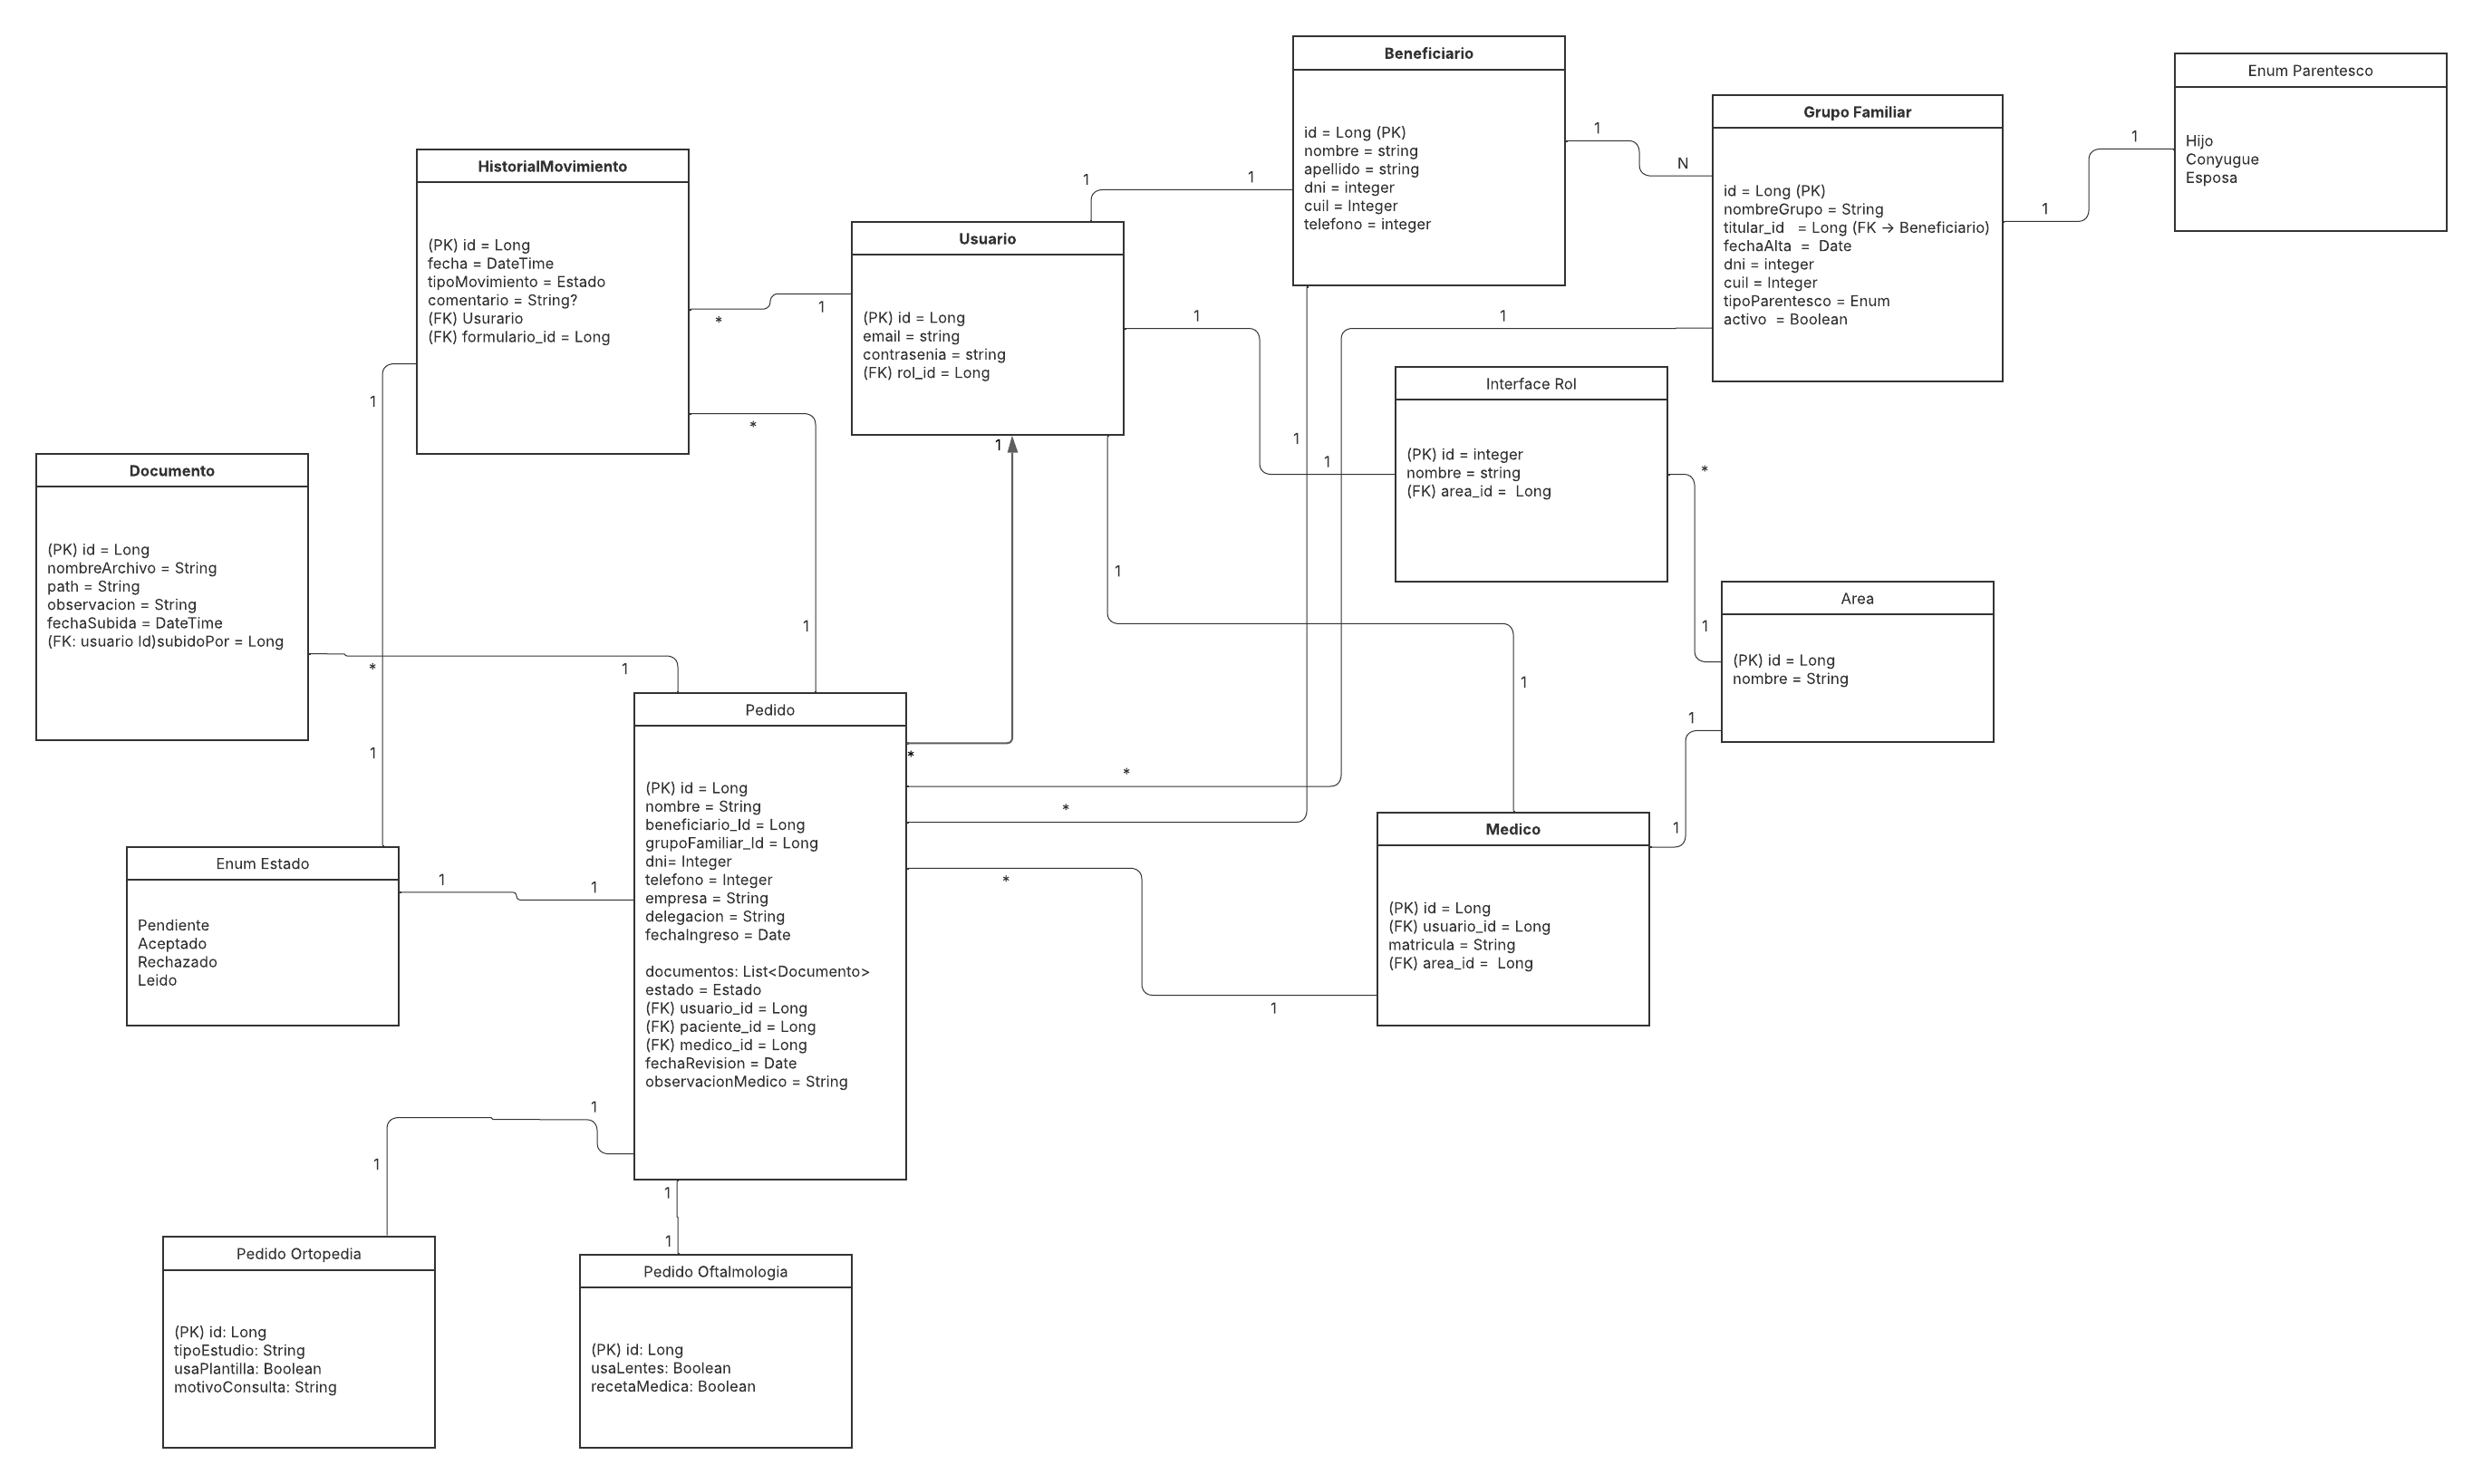 Beneficiario
id = Long (PK)
nombre = string
apellido = string
dni = integer
cuil = Integer
telefono = integer
Enum Parentesco
Hijo
Conyugue
Esposa
Grupo Familiar
id = Long (PK)
nombreGrupo = String
titular_id = Long (FK → Beneficiario)
fechaAlta = Date
dni = integer
cuil = Integer
tipoParentesco = Enum
activo = Boolean
1
N
1
1
HistorialMovimiento
(PK) id = Long
fecha = DateTime
tipoMovimiento = Estado
comentario = String?
(FK) Usurario
(FK) formulario_id = Long
1
1
Usuario
(PK) id = Long
email = string
contrasenia = string
(FK) rol_id = Long
*
1
1
1
1
1
Interface Rol
(PK) id = integer
nombre = string
(FK) area_id = Long
1
*
1
*
1
Documento
(PK) id = Long
nombreArchivo = String
path = String
observacion = String
fechaSubida = DateTime
(FK: usuario Id)subidoPor = Long
*
1
1
1
1
1
Area
(PK) id = Long
nombre = String
1
1
Pedido
(PK) id = Long
nombre = String
beneficiario_Id = Long
grupoFamiliar_Id = Long
dni= Integer
telefono = Integer
empresa = String
delegacion = String
fechaIngreso = Date
documentos: List<Documento>
estado = Estado
(FK) usuario_id = Long
(FK) paciente_id = Long
(FK) medico_id = Long
fechaRevision = Date
observacionMedico = String
*
*
*
*
1
1
Medico
(PK) id = Long
(FK) usuario_id = Long
matricula = String
(FK) area_id = Long
Enum Estado
Pendiente
Aceptado
Rechazado
Leido
1
1
1
1
1
1
Pedido Ortopedia
(PK) id: Long
tipoEstudio: String
usaPlantilla: Boolean
motivoConsulta: String
Pedido Oftalmologia
(PK) id: Long
usaLentes: Boolean
recetaMedica: Boolean